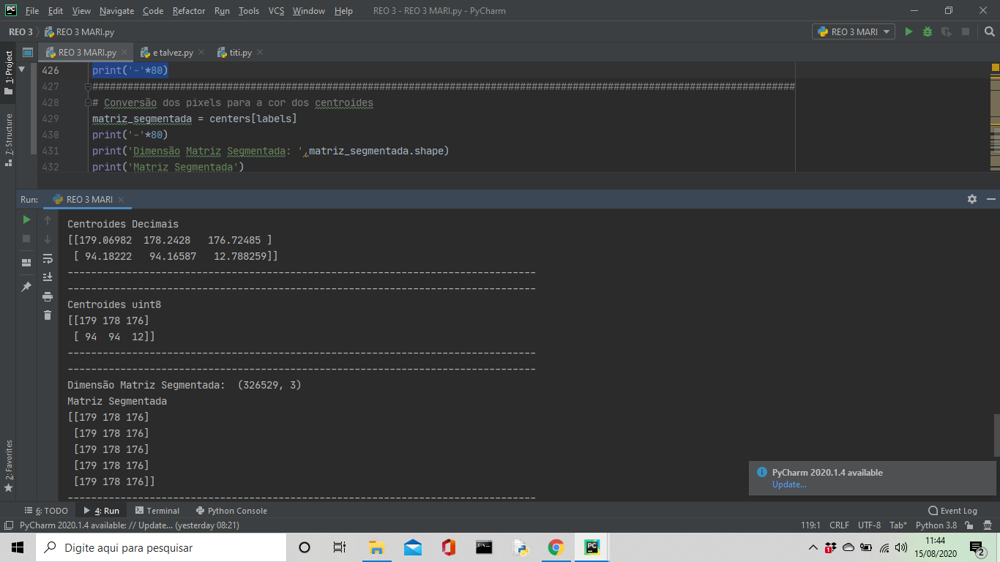 PC File Edit View Navigate Code Refactor Run Tools VCS Window Help REO 3 - REO 3 MARI.py - PyCharm
REO 3 REO 3 MARI.py REO 3 MARI
1: Project
REO 3 MARI.py e talvez.py titi.py
426 print('-'*80)
427 ########################################################################################################################
428 # Conversão dos pixels para a cor dos centroides
429 matriz_segmentada = centers[labels]
430 print('-'*80)
431 print('Dimensão Matriz Segmentada: ',matriz_segmentada.shape)
432 print('Matriz Segmentada')
7: Structure
Run: REO 3 MARI
Centroides Decimais
[[179.06982 178.2428 176.72485 ]
[ 94.18222 94.16587 12.788259]]
--------------------------------------------------------------------------------
--------------------------------------------------------------------------------
Centroides uint8
[[179 178 176]
[ 94 94 12]]
--------------------------------------------------------------------------------
--------------------------------------------------------------------------------
Dimensão Matriz Segmentada: (326529, 3)
Matriz Segmentada
[[179 178 176]
[179 178 176]
[179 178 176]
[179 178 176]
[179 178 176]]
--------------------------------------------------------------------------------
2: Favorites
PyCharm 2020.1.4 available
Update...
6: TODO 4: Run Terminal Python Console Event Log
PyCharm 2020.1.4 available: // Update... (yesterday 08:21) 119:1 CRLF UTF-8 Tab* Python 3.8
Digite aqui para pesquisar
PC
1
11:44
15/08/2020
2